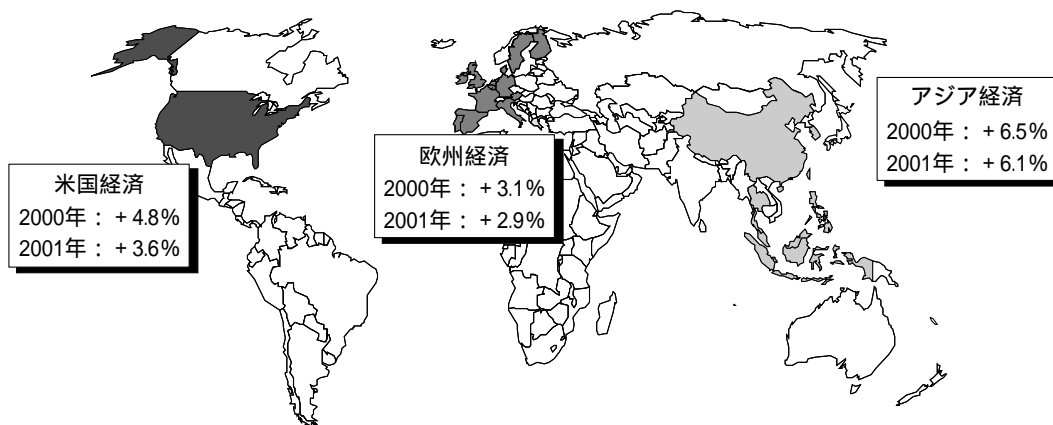 米国経済
2000年： + 4.8%
2001年： + 3.6%
欧州経済
2000年： + 3.1%
2001年： + 2.9%
アジア経済
2000年： + 6.5%
2001年： + 6.1%